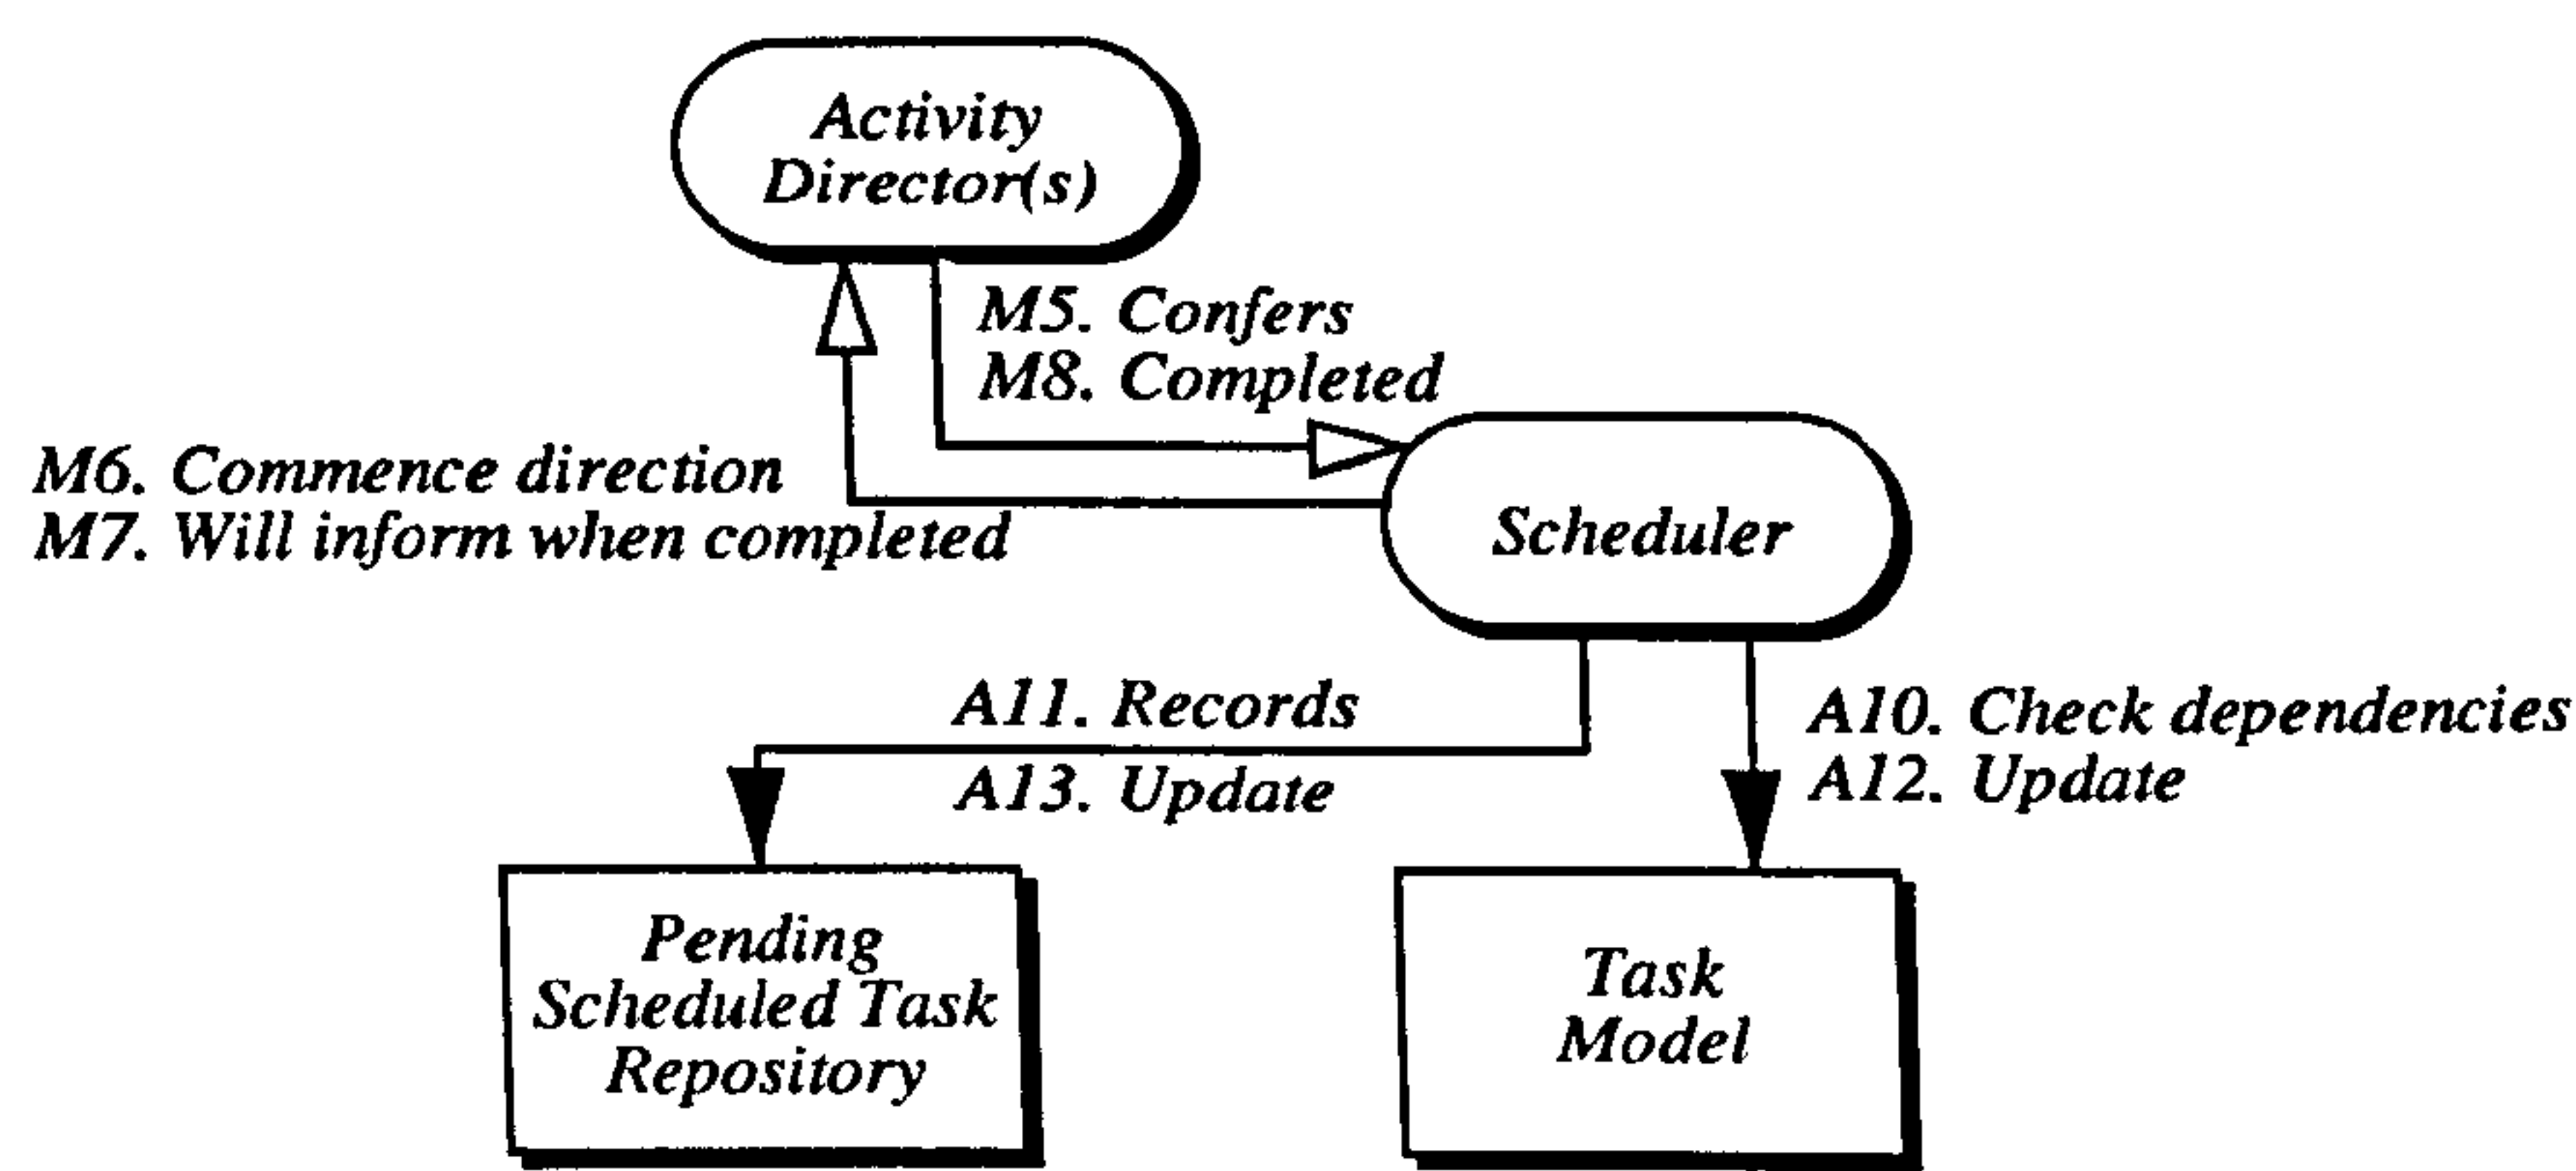 Activity
Director(s)
M5. Confers
M8. Completed
M6. Commence direction
M7. Will inform when completed
Scheduler
A11. Records
A13. Update
A10. Check dependencies
A12. Update
Pending
Scheduled Task
Repository
Task
Model